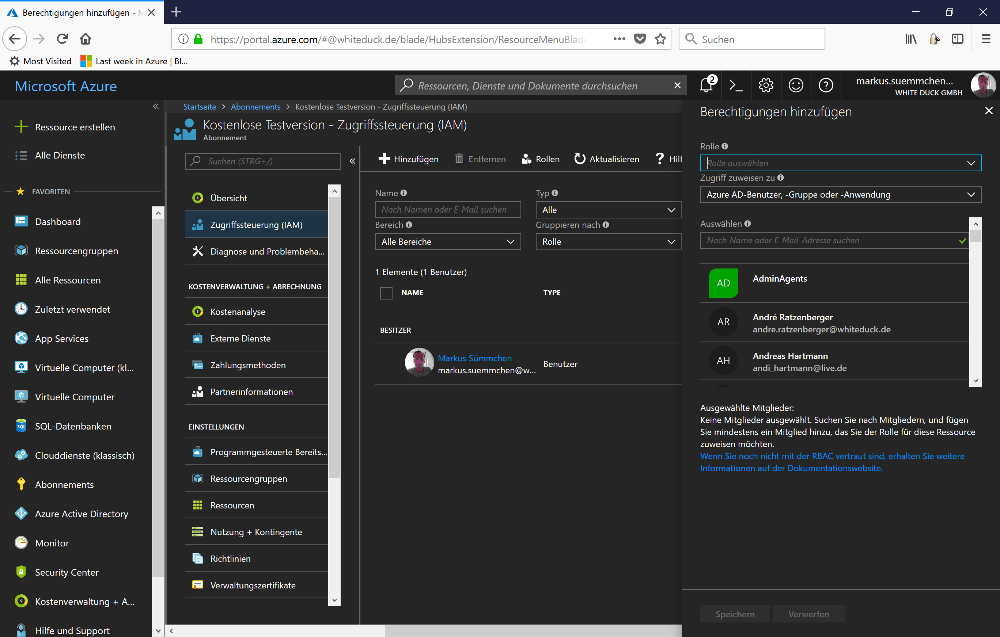 Berechtigungen hinzufügen - M
https://portal.azure.com/#@whiteduck.de/blade/HubsExtension/ResourceMenuBlade
Suchen
Most Visited
Last week in Azure | Bl...
Microsoft Azure
Ressourcen, Dienste und Dokumente durchsuchen
2
markus.suemmchen...
WHITE DUCK GMBH
Ressource erstellen
Alle Dienste
FAVORITEN
Dashboard
Ressourcengruppen
Alle Ressourcen
Zuletzt verwendet
App Services
Virtuelle Computer (kl...
Virtuelle Computer
SQL
SQL-Datenbanken
Clouddienste (klassisch)
Abonnements
Azure Active Directory
Monitor
Security Center
Kostenverwaltung + A...
Hilfe und Support
Startseite > Abonnements > Kostenlose Testversion - Zugriffssteuerung (IAM)
Kostenlose Testversion - Zugriffssteuerung (IAM)
Abonnement
Suchen (STRG+/)
Übersicht
Zugriffssteuerung (IAM)
Diagnose und Problembeha...
KOSTENVERWALTUNG + ABRECHNUNG
Kostenanalyse
Externe Dienste
Zahlungsmethoden
Partnerinformationen
EINSTELLUNGEN
Programmgesteuerte Bereits...
Ressourcengruppen
Ressourcen
Nutzung + Kontingente
Richtlinien
Verwaltungszertifikate
Hinzufügen
Entfernen
Rollen
Aktualisieren
Hilf
Name
Nach Namen oder E-Mail suchen
Typ
Alle
Bereich
Alle Bereiche
Gruppieren nach
Rolle
1 Elemente (1 Benutzer)
NAME
TYPE
BESITZER
Markus Sümmchen
markus.suemmchen@w...
Benutzer
Berechtigungen hinzufügen
Rolle
Rolle auswählen
Zugriff zuweisen zu
Azure AD-Benutzer, -Gruppe oder -Anwendung
Auswählen
Nach Name oder E-Mail-Adresse suchen
AD
AdminAgents
AR
André Ratzenberger
andre.ratzenberger@whiteduck.de
AH
Andreas Hartmann
andi_hartmann@live.de
Ausgewählte Mitglieder:
Keine Mitglieder ausgewählt. Suchen Sie nach Mitgliedern, und fügen
Sie mindestens ein Mitglied hinzu, das Sie der Rolle für diese Ressource
zuweisen möchten.
Wenn Sie noch nicht mit der RBAC vertraut sind, erhalten Sie weitere
Informationen auf der Dokumentationswebsite.
Speichern
Verwerfen